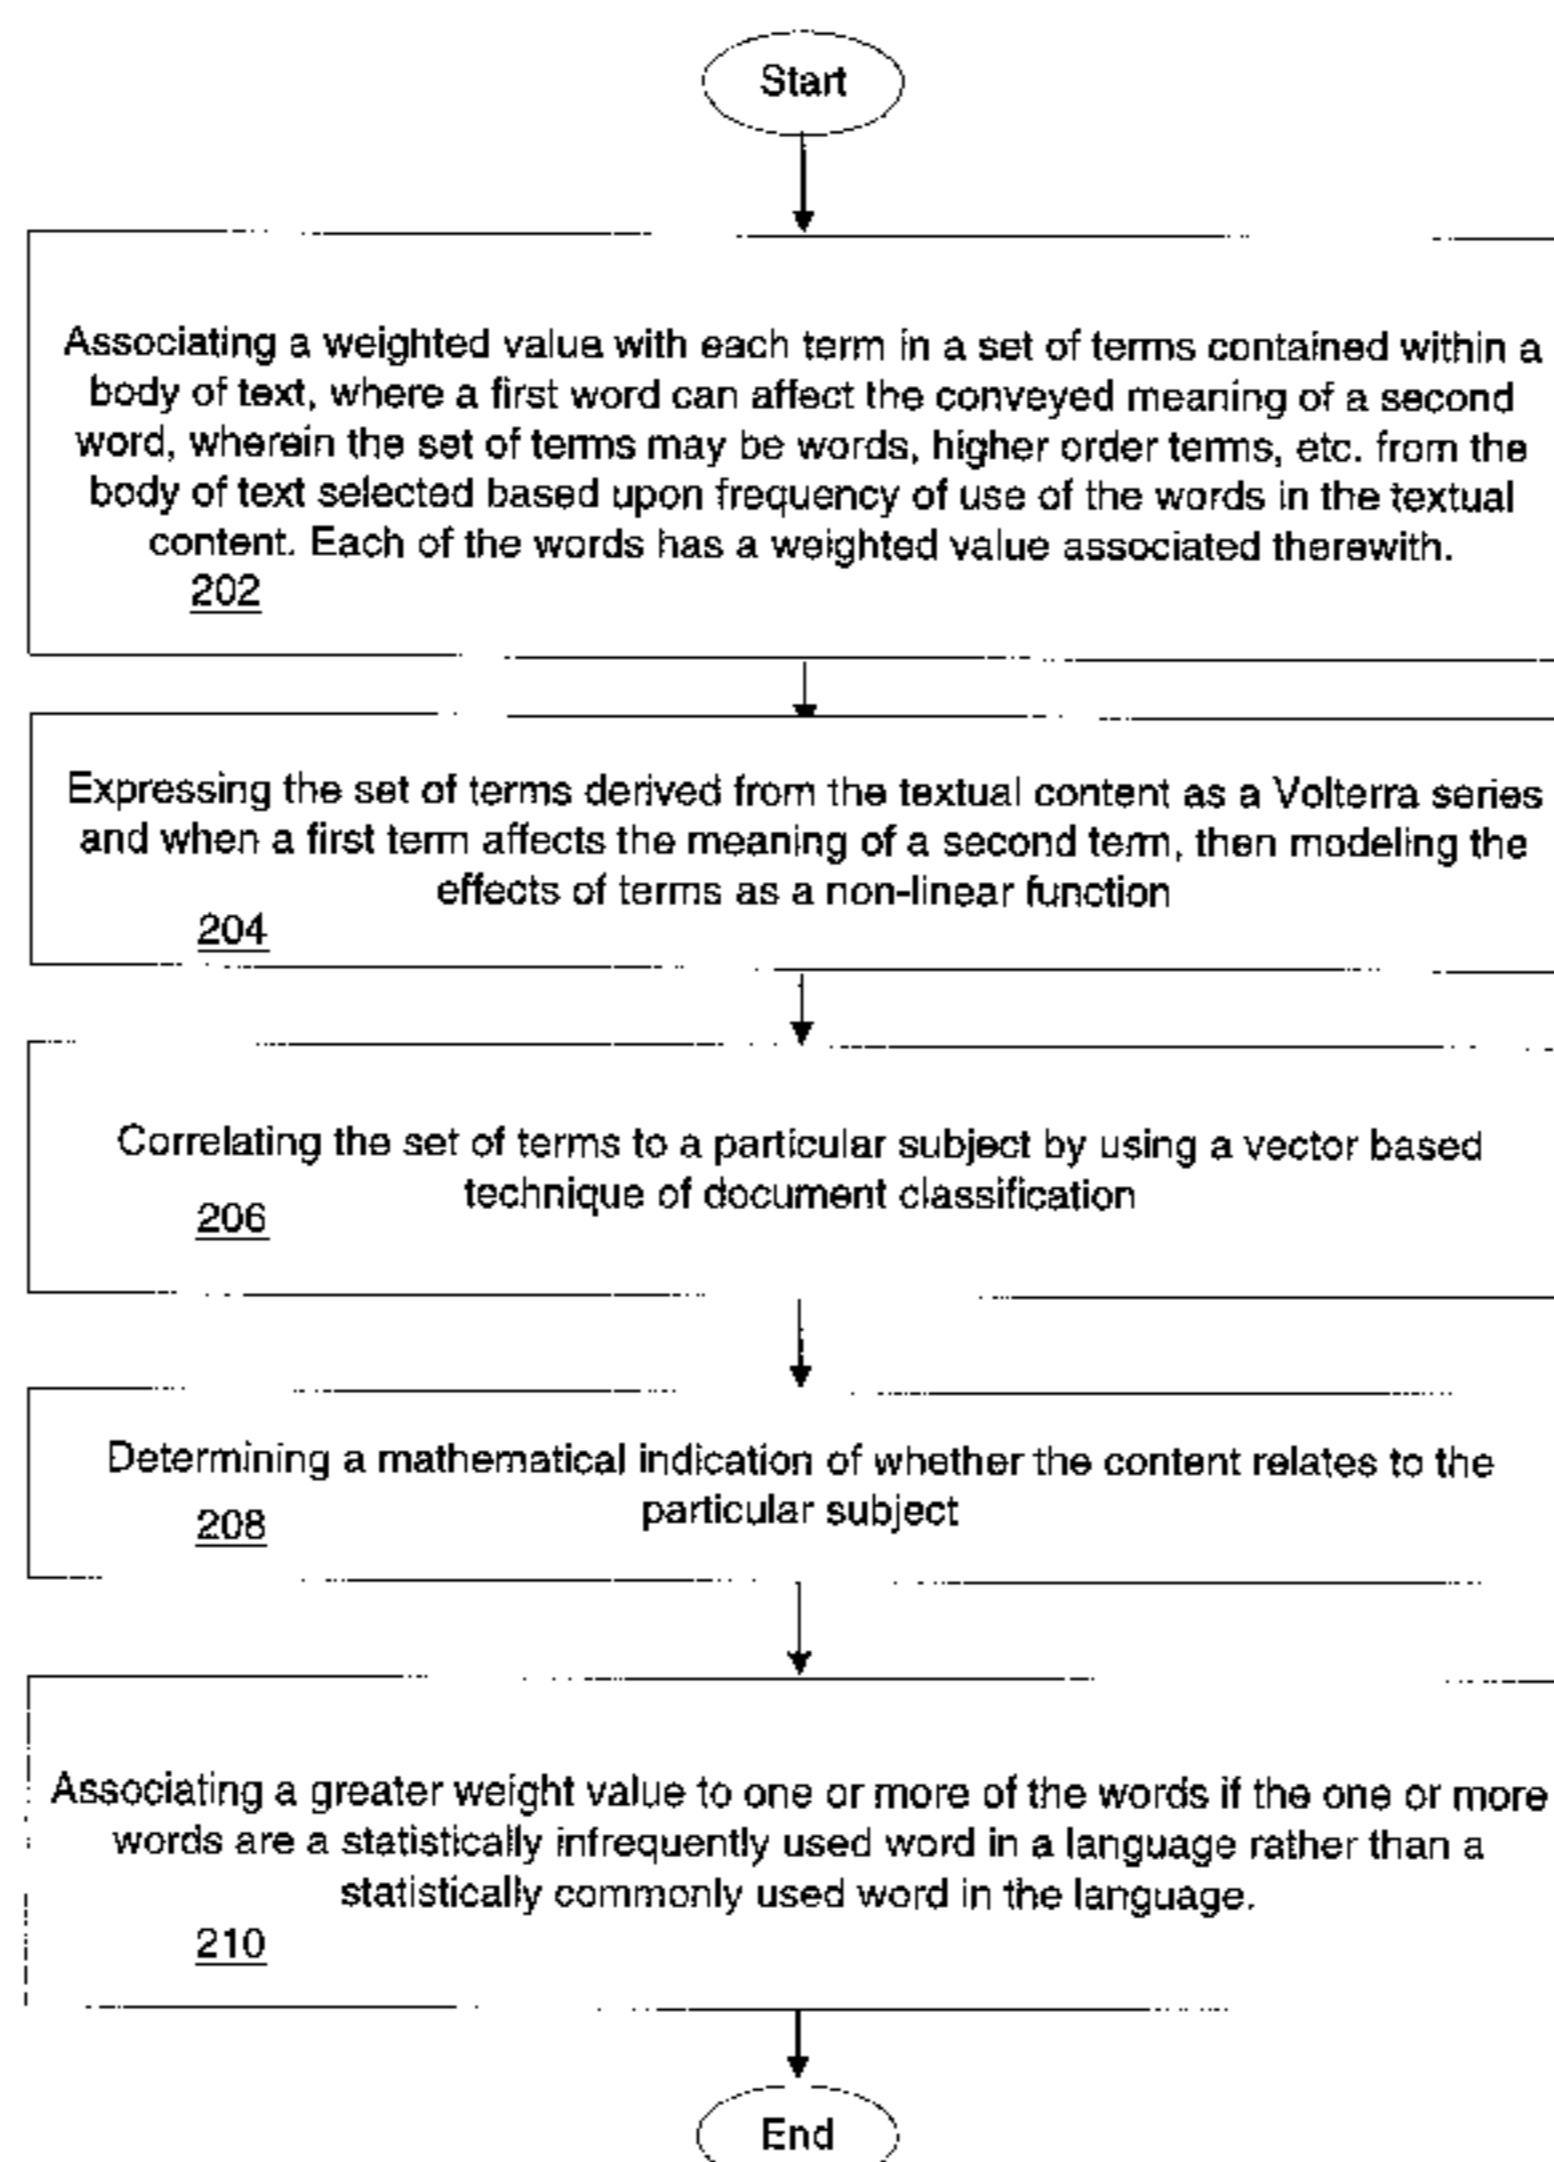 Start
Associating a weighted value with each term in a set of terms contained within a
body of text, where a first word can affect the conveyed meaning of a second
word, wherein the set of terms may be words, higher order terms, etc. from the
body of text selected based upon frequency of use of the words in the textual
content. Each of the words has a weighted value associated therewith.
202
Expressing the set of terms derived from the textual content as a Volterra series
and when a first term affects the meaning of a second term, then modeling the
effects of terms as a non-linear function
204
Correlating the set of terms to a particular subject by using a vector based
technique of document classification
206
Determining a mathematical indication of whether the content relates to the
particular subject
208
Associating a greater weight value to one or more of the words if the one or more
words are a statistically infrequently used word in a language rather than a
statistically commonly used word in the language.
210
End